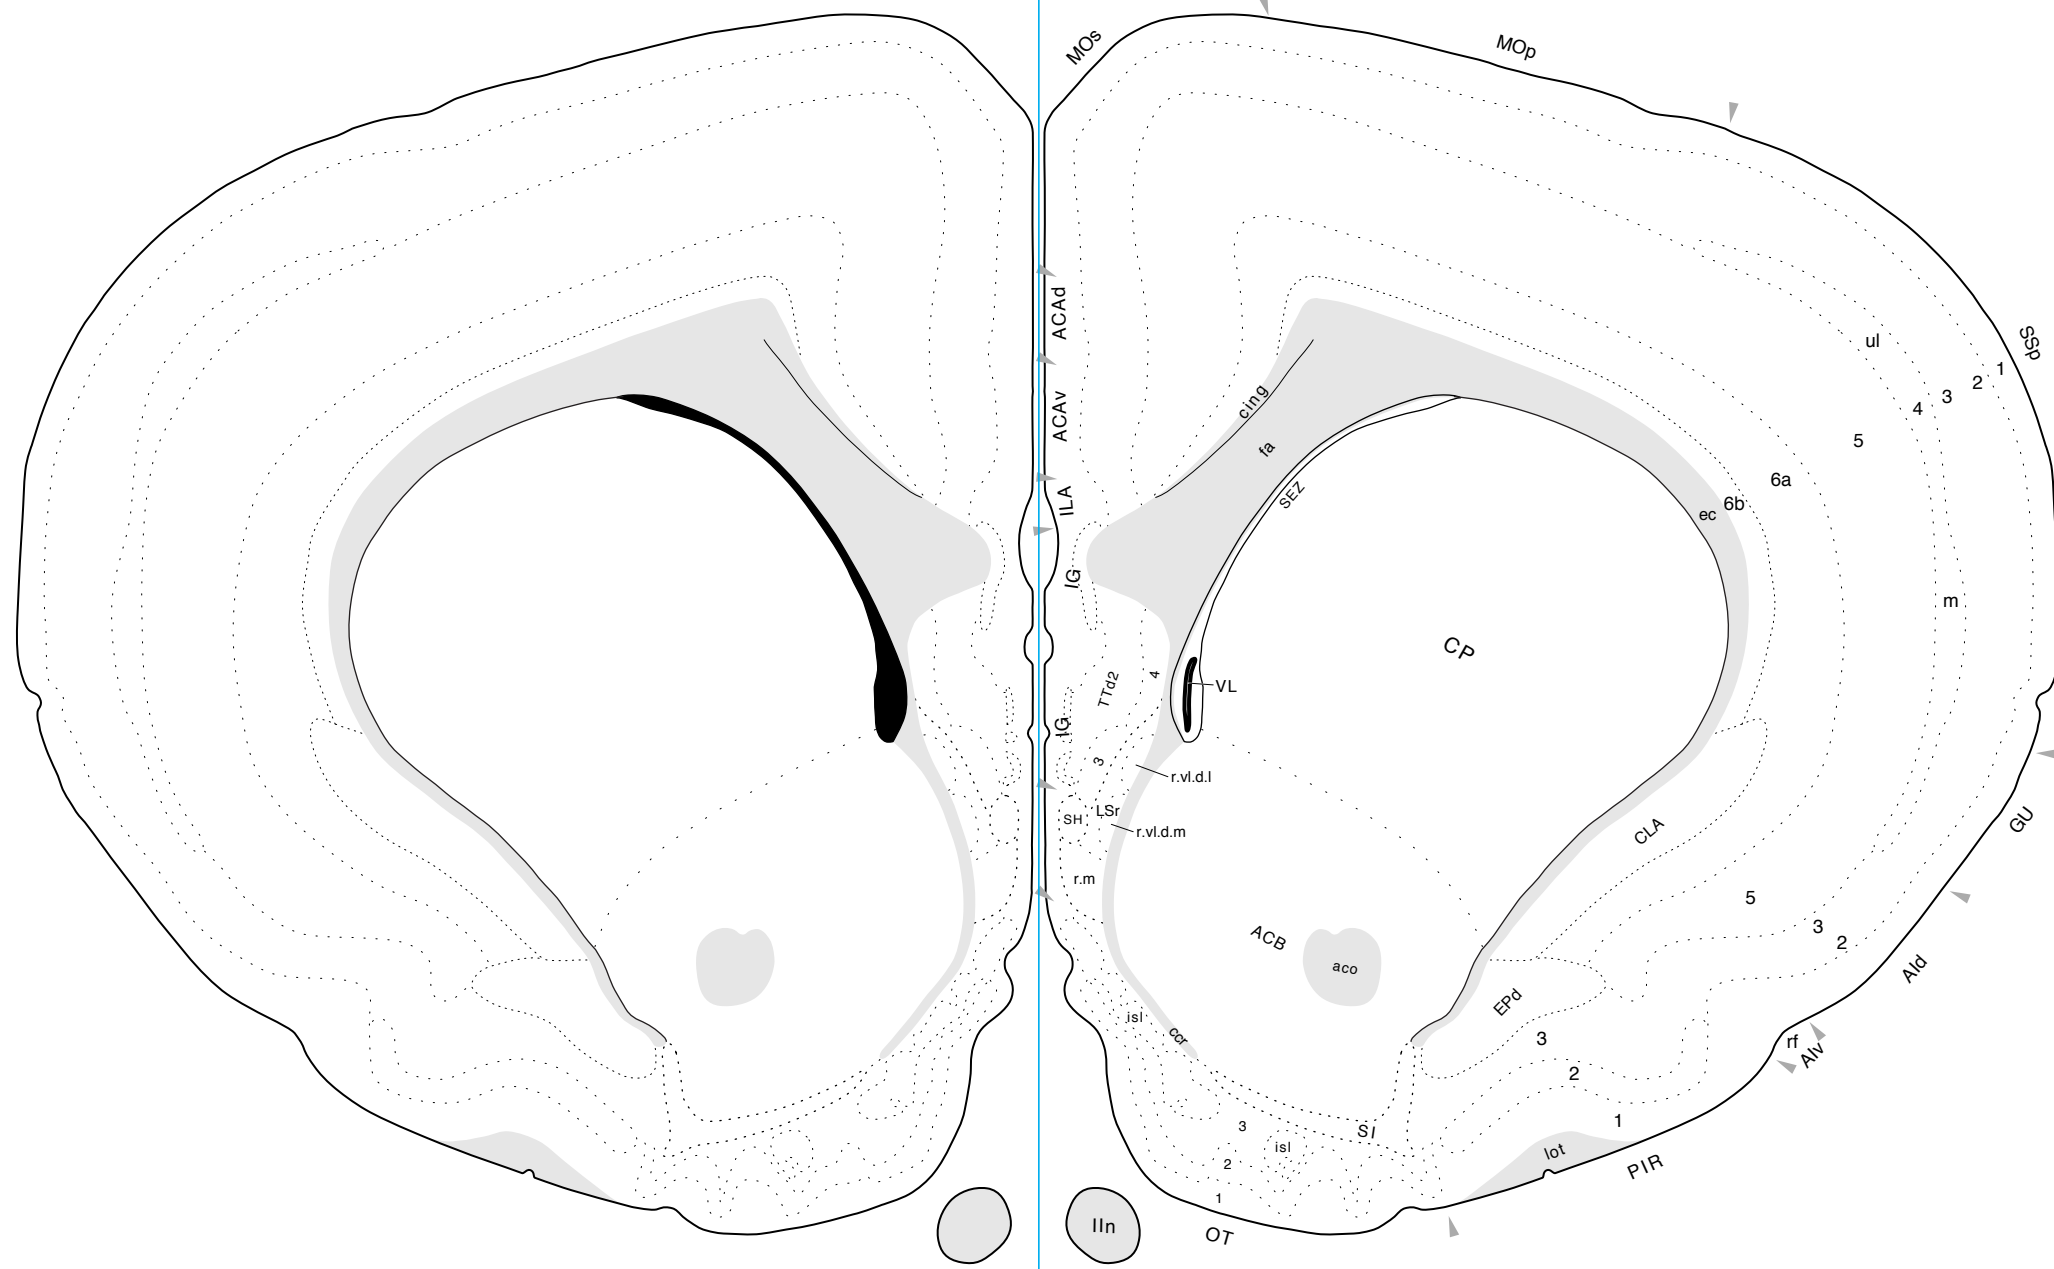 MOs
MOp
ACAd
SSp
ul
1
2
3
4
cing
ACAv
5
fa
6a
ILA
SEZ
6b
ec
IG
m
CP
TTd2
4
VL
IG
3
r.vl.d.l
LSr
SH
r.vl.d.m
GU
CLA
r.m
5
3
ACB
2
aco
AId
EPd
isl
ccr
3
rf
AIv
2
1
3
SI
isl
lot
2
PIR
1
IIn
OT